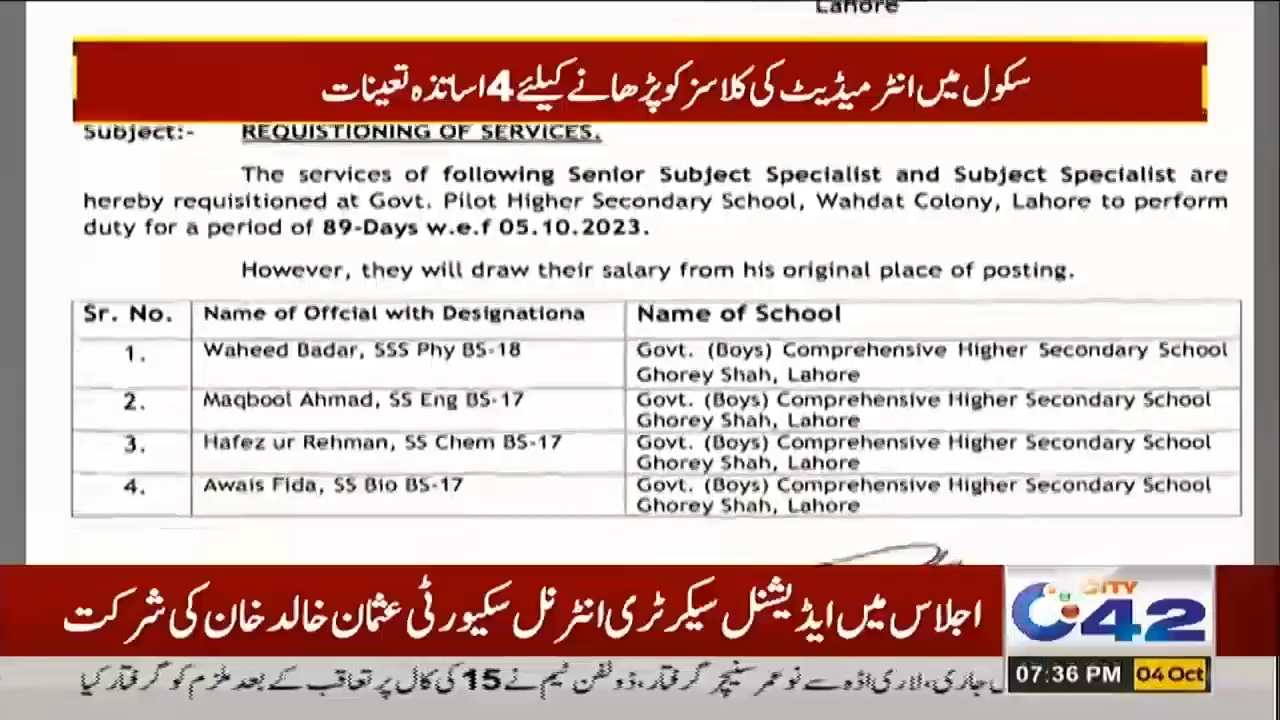 Lahore
سکول میں انٹرمیڈیٹ کی کلاسز کو پڑھانے کیلئے 4 اساتذہ تعینات
Subject:- REQUISTIONING OF SERVICES.
The services of following Senior Subject Specialist and Subject Specialist are
hereby requisitioned at Govt. Pilot Higher Secondary School, Wahdat Colony, Lahore to perform
duty for a period of 89-Days w.e.f 05.10.2023.
However, they will draw their salary from his original place of posting.
Sr. No. Name of Offcial with Designationa Name of School
1. Waheed Badar, SSS Phy BS-18 Govt. (Boys) Comprehensive Higher Secondary School
Ghorey Shah, Lahore
2. Maqbool Ahmad, SS Eng BS-17 Govt. (Boys) Comprehensive Higher Secondary School
Ghorey Shah, Lahore
3. Hafez ur Rehman, SS Chem BS-17 Govt. (Boys) Comprehensive Higher Secondary School
Ghorey Shah, Lahore
4. Awais Fida, SS Bio BS-17 Govt. (Boys) Comprehensive Higher Secondary School
Ghorey Shah, Lahore
اجلاس میں ایڈیشنل سیکرٹری انٹرنل سکیورٹی عثمان خالد خان کی شرکت
CITY
42
جاری، لاری اڈہ سے نوعمر سنیچر گرفتار، ڈولفن ٹیم نے 15 کی کال پر تعاقب کے بعد ملزم کو گرفتار کیا
07:36 PM 04 Oct